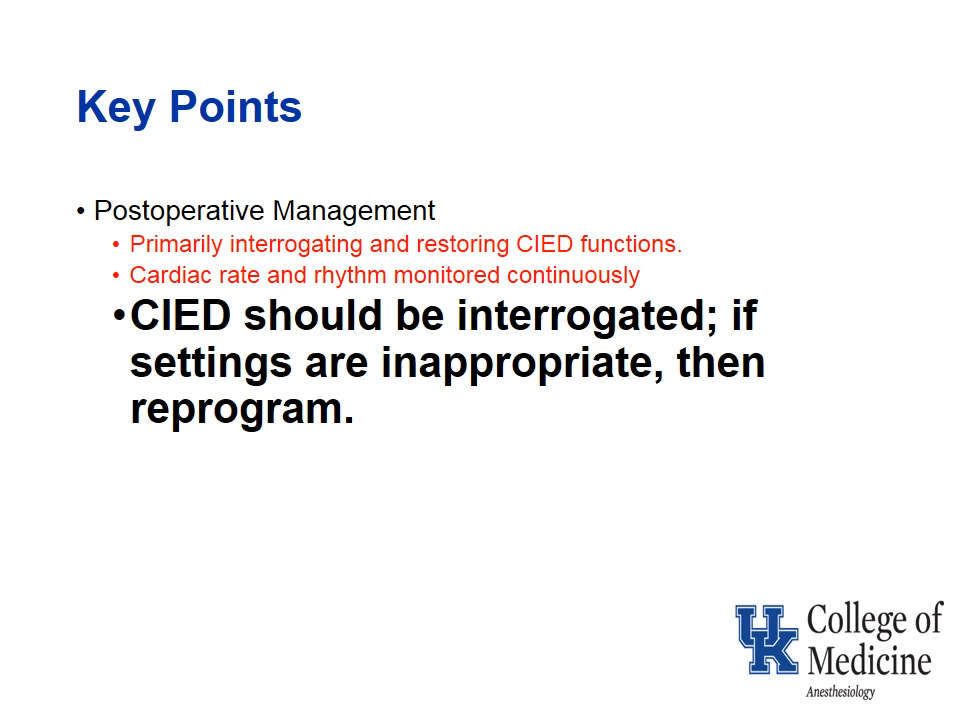 Key Points
• Postoperative Management
• Primarily interrogating and restoring CIED functions.
• Cardiac rate and rhythm monitored continuously
•CIED should be interrogated; if
settings are inappropriate, then
reprogram.
UK
College of
Medicine
Anesthesiology